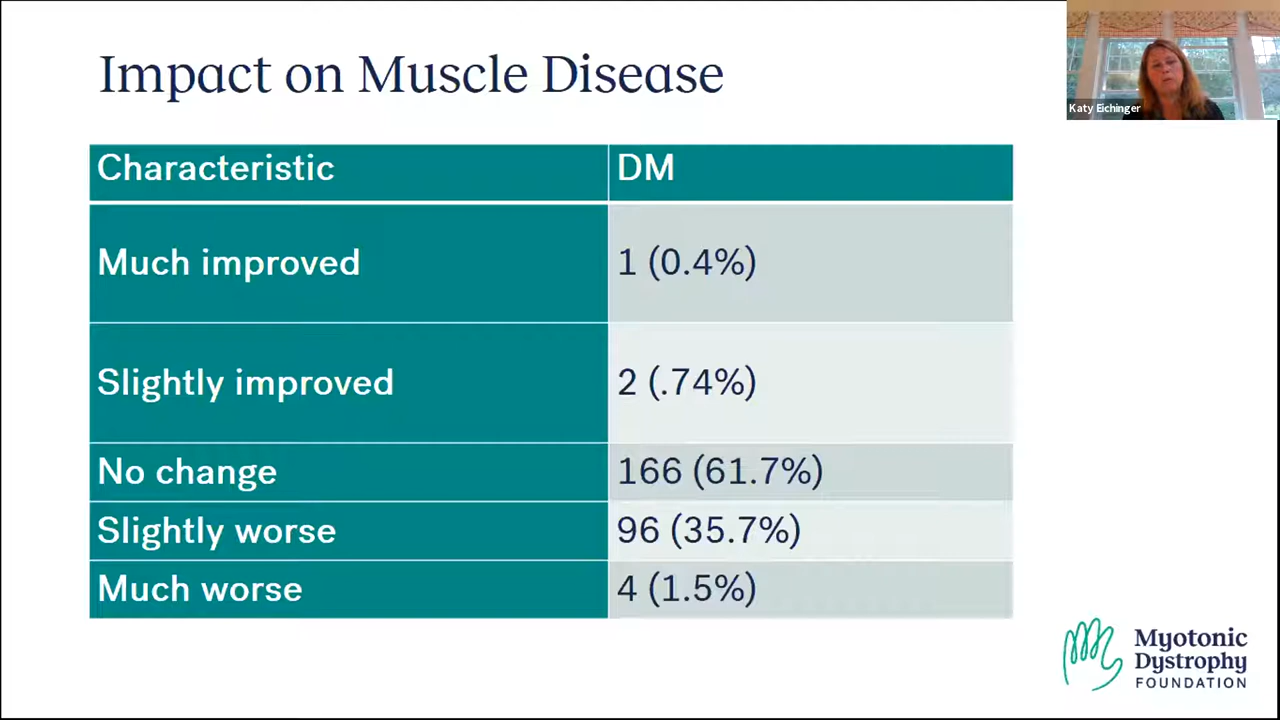 Impact on Muscle Disease
Katy Eichinger
Characteristic DM
Much improved 1 (0.4%)
Slightly improved 2 (.74%)
No change 166 (61.7%)
Slightly worse 96 (35.7%)
Much worse 4 (1.5%)
Myotonic
Dystrophy
FOUNDATION